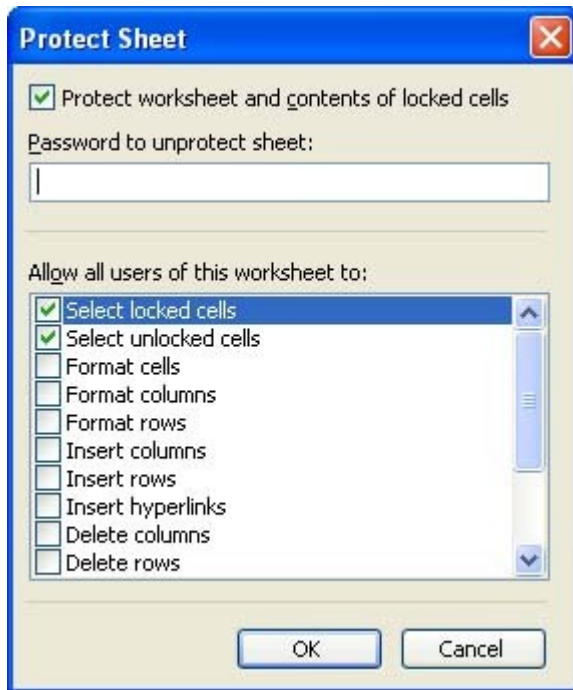 Protect Sheet
Protect worksheet and contents of locked cells
Password to unprotect sheet:
Allow all users of this worksheet to:
Select locked cells
Select unlocked cells
Format cells
Format columns
Format rows
Insert columns
Insert rows
Insert hyperlinks
Delete columns
Delete rows
OK Cancel